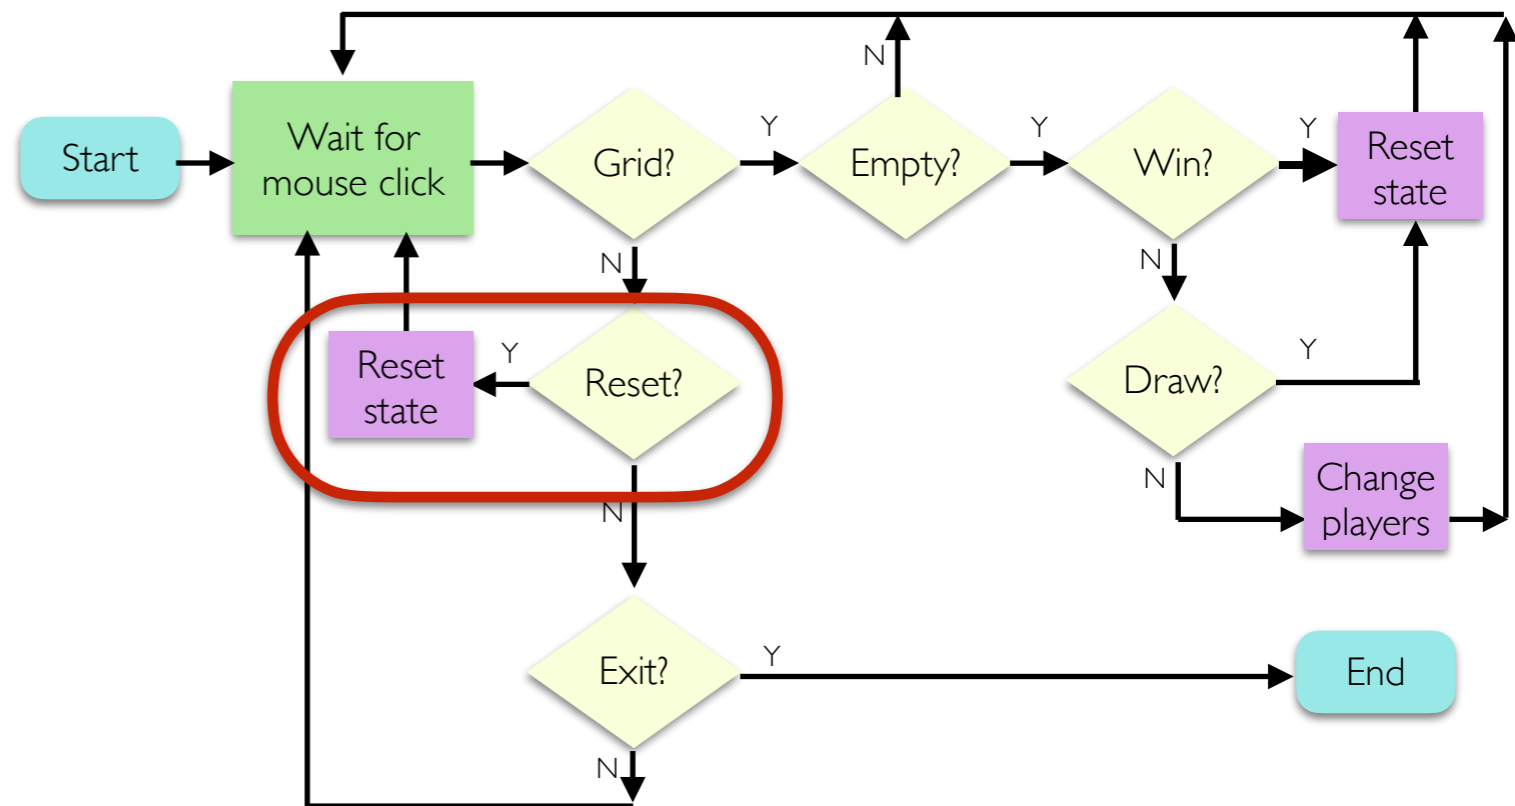 N
Start
Wait for
mouse click
Grid?
Y
Empty?
Y
Win?
Y
Reset
state
N
N
Reset
state
Y
Reset?
Draw?
Y
N
N
Change
players
Exit?
Y
End
N